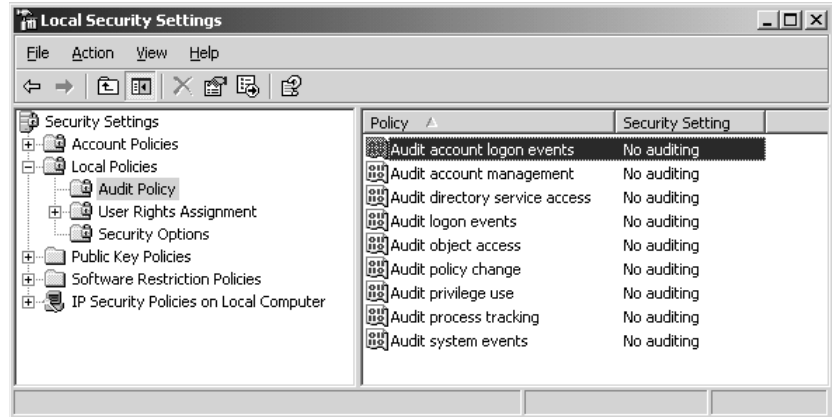 Local Security Settings
File Action View Help
Security Settings
Account Policies
Local Policies
Audit Policy
User Rights Assignment
Security Options
Public Key Policies
Software Restriction Policies
IP Security Policies on Local Computer
Policy Security Setting
Audit account logon events No auditing
Audit account management No auditing
Audit directory service access No auditing
Audit logon events No auditing
Audit object access No auditing
Audit policy change No auditing
Audit privilege use No auditing
Audit process tracking No auditing
Audit system events No auditing